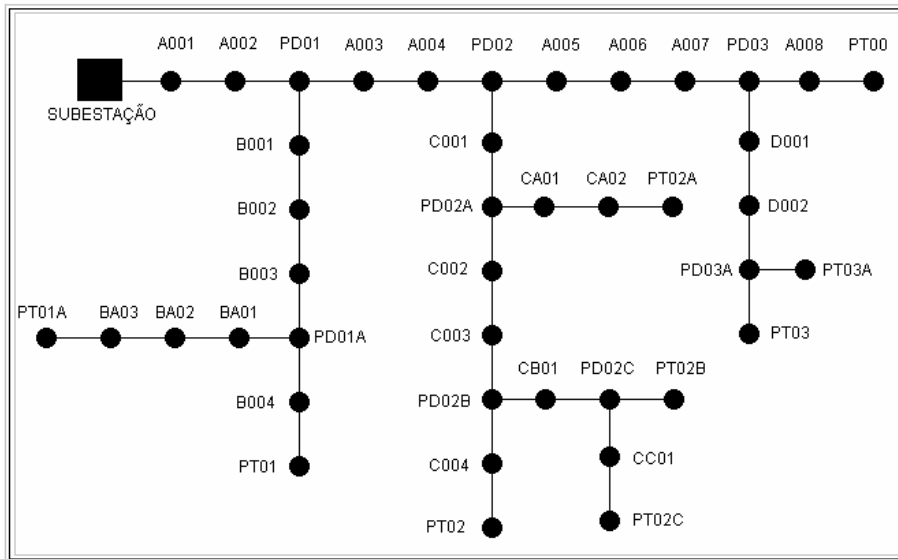 A001 A002 PD01 A003 A004 PD02 A005 A006 A007 PD03 A008 PT00
SUBESTAÇÃO
B001 C001 D001
CA01 CA02 PT02A
B002 PD02A D002
B003 C002 PD03A PT03A
PT01A BA03 BA02 BA01
PD01A C003 PT03
CB01 PD02C PT02B
B004 PD02B
PT01 C004 CC01
PT02 PT02C